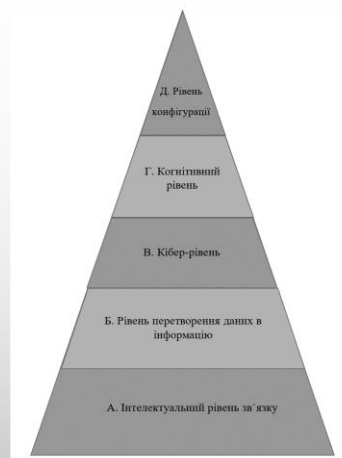 Д. Рівень
конфігурації
Г. Когнітивний
рівень
В. Кібер-рівень
Б. Рівень перетворення даних в
інформацію
А. Інтелектуальний рівень зв`язку